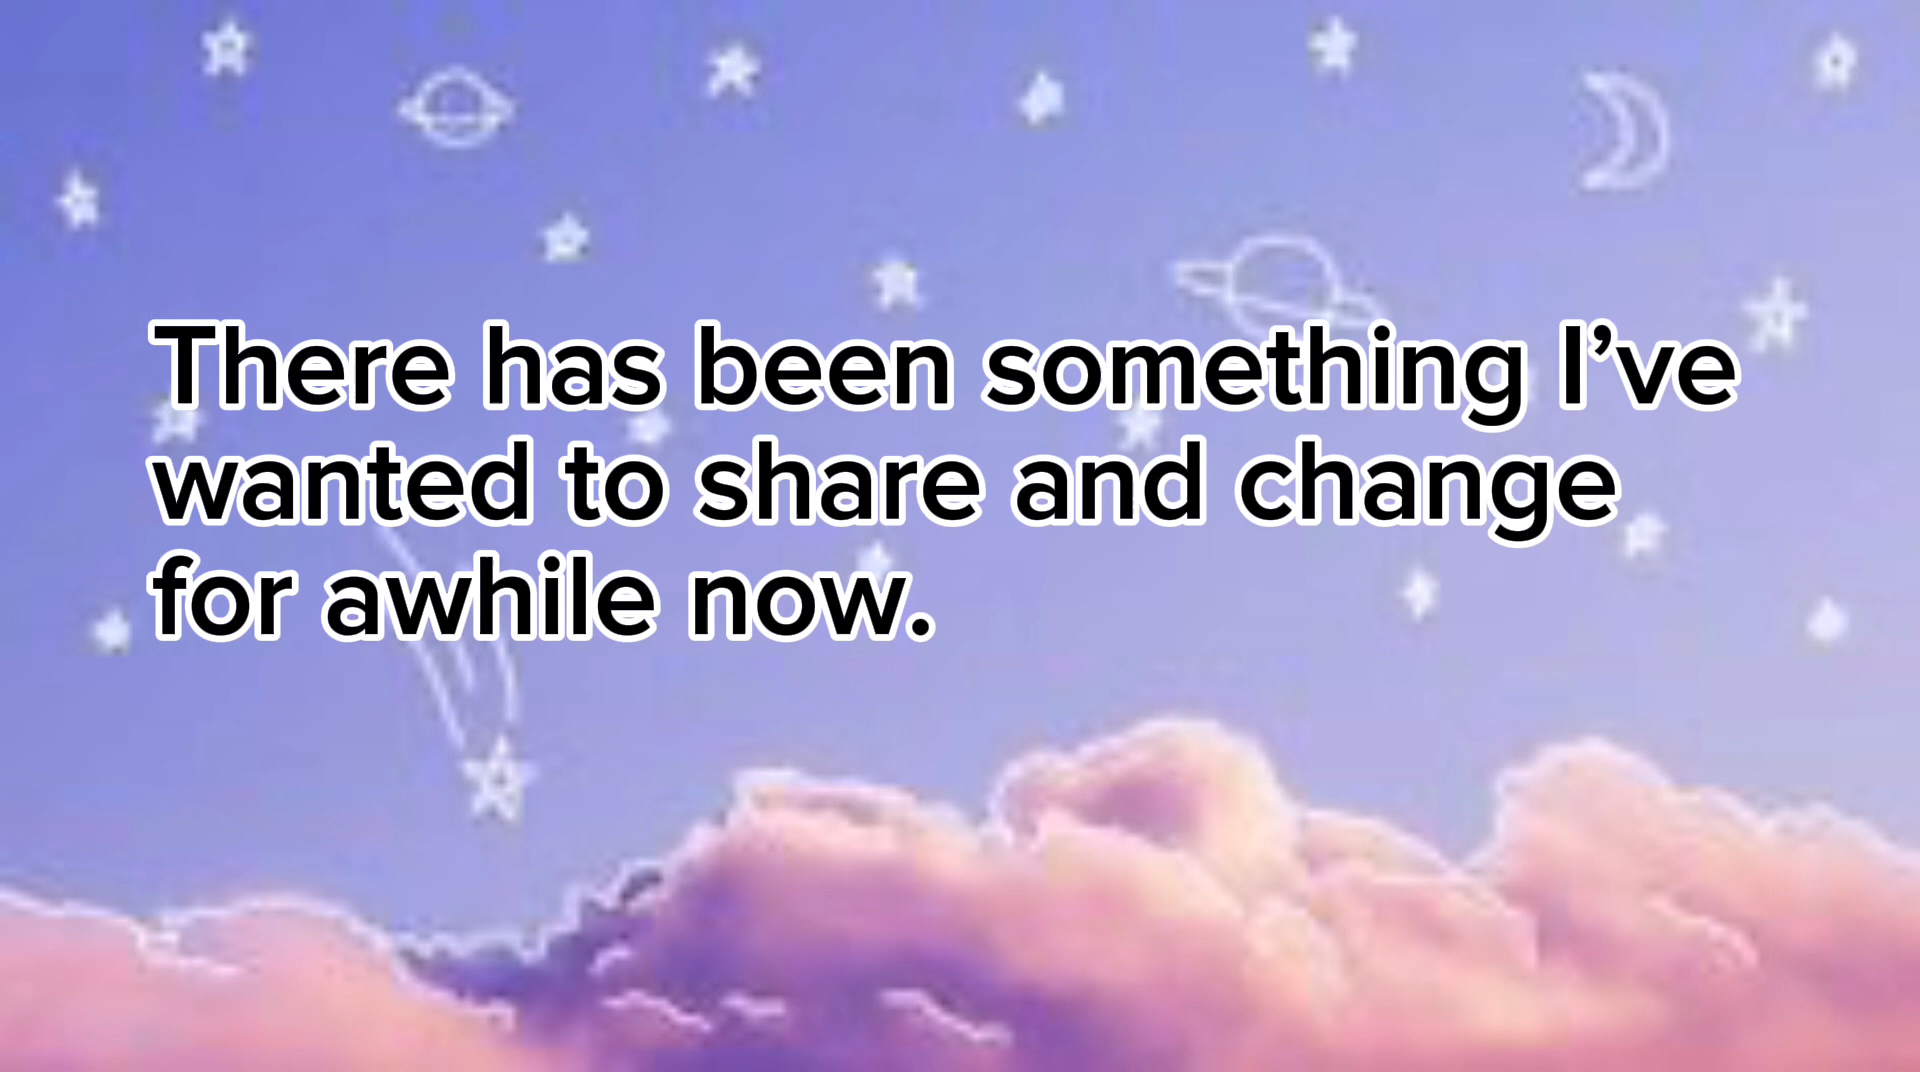 There has been something I’ve
wanted to share and change
for awhile now.